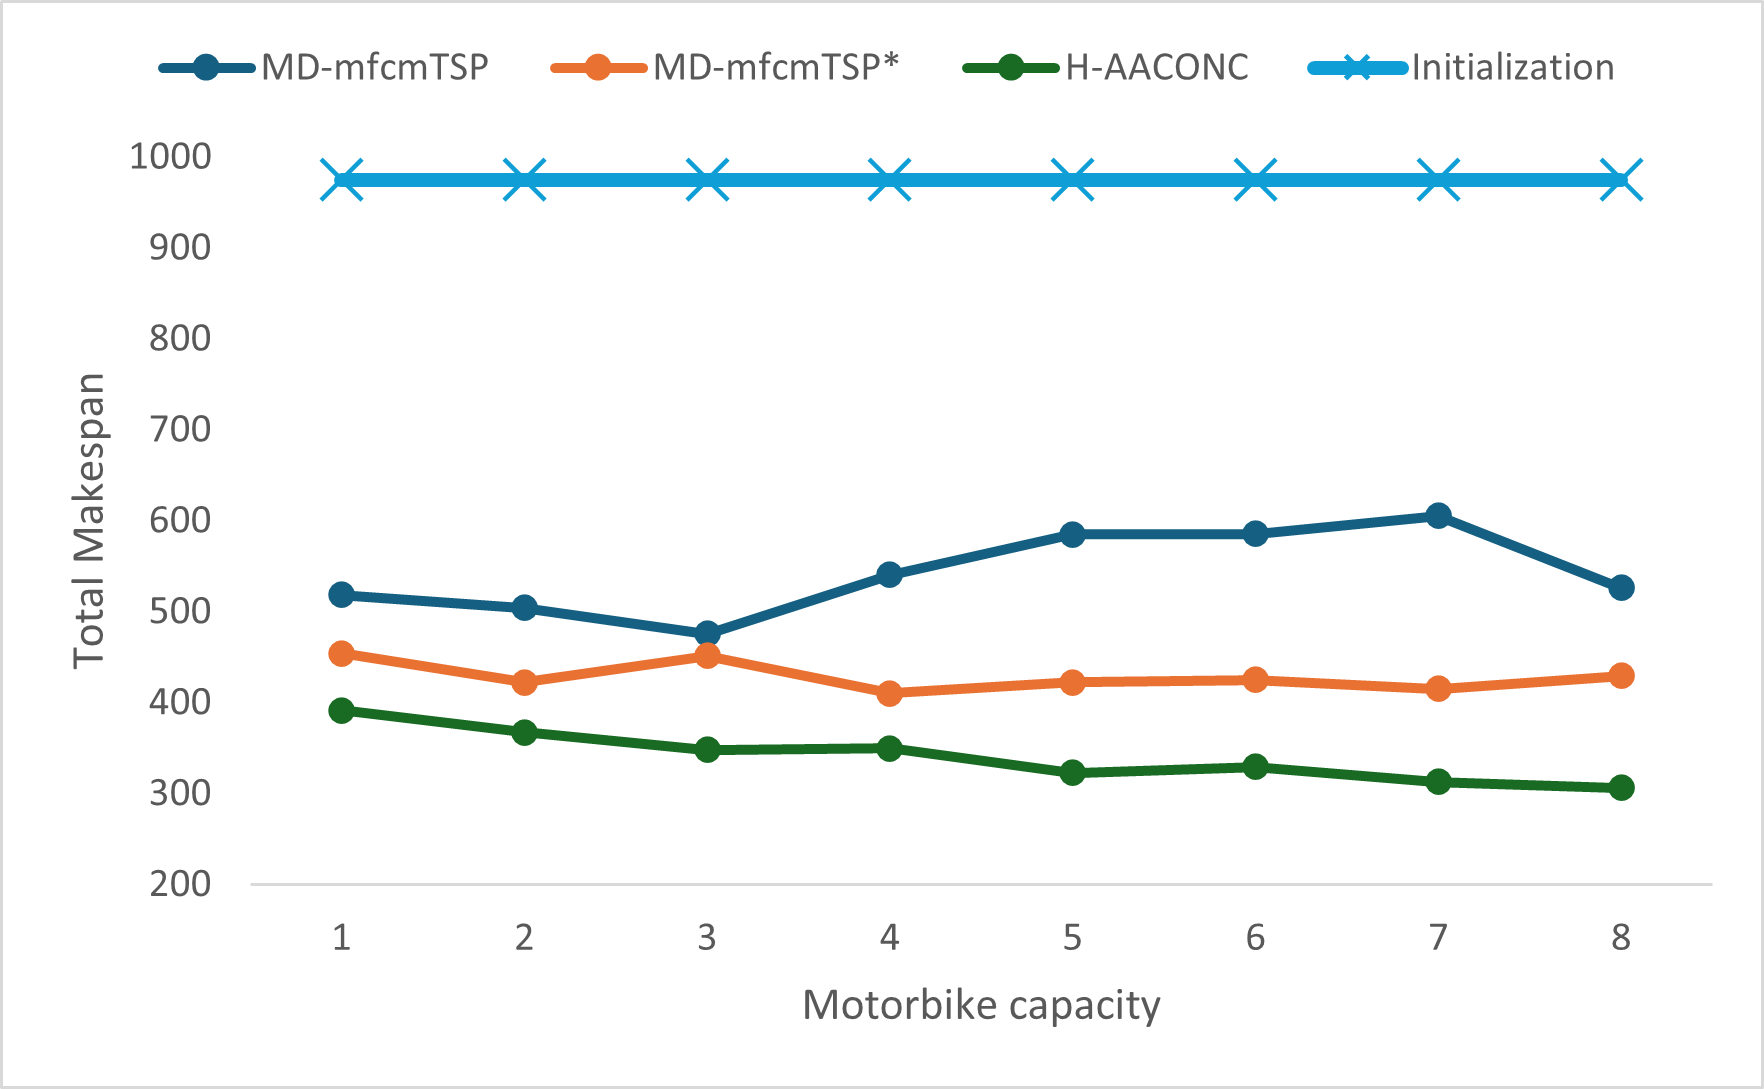 MD-mfcmTSP MD-mfcmTSP* H-AACONC Initialization
1000
900
800
700
600
500
400
300
200
Total Makespan
1 2 3 4 5 6 7 8
Motorbike capacity